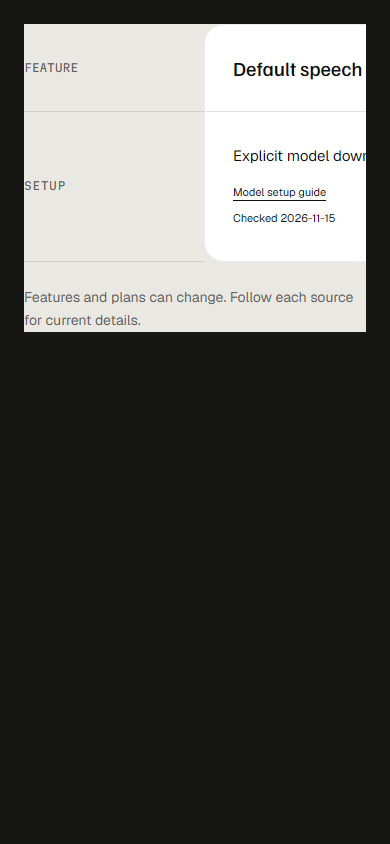 FEATURE
Default speech
SETUP
Explicit model
Model setup guide
Checked 2026-11-15
Features and plans can change. Follow each source
for current details.